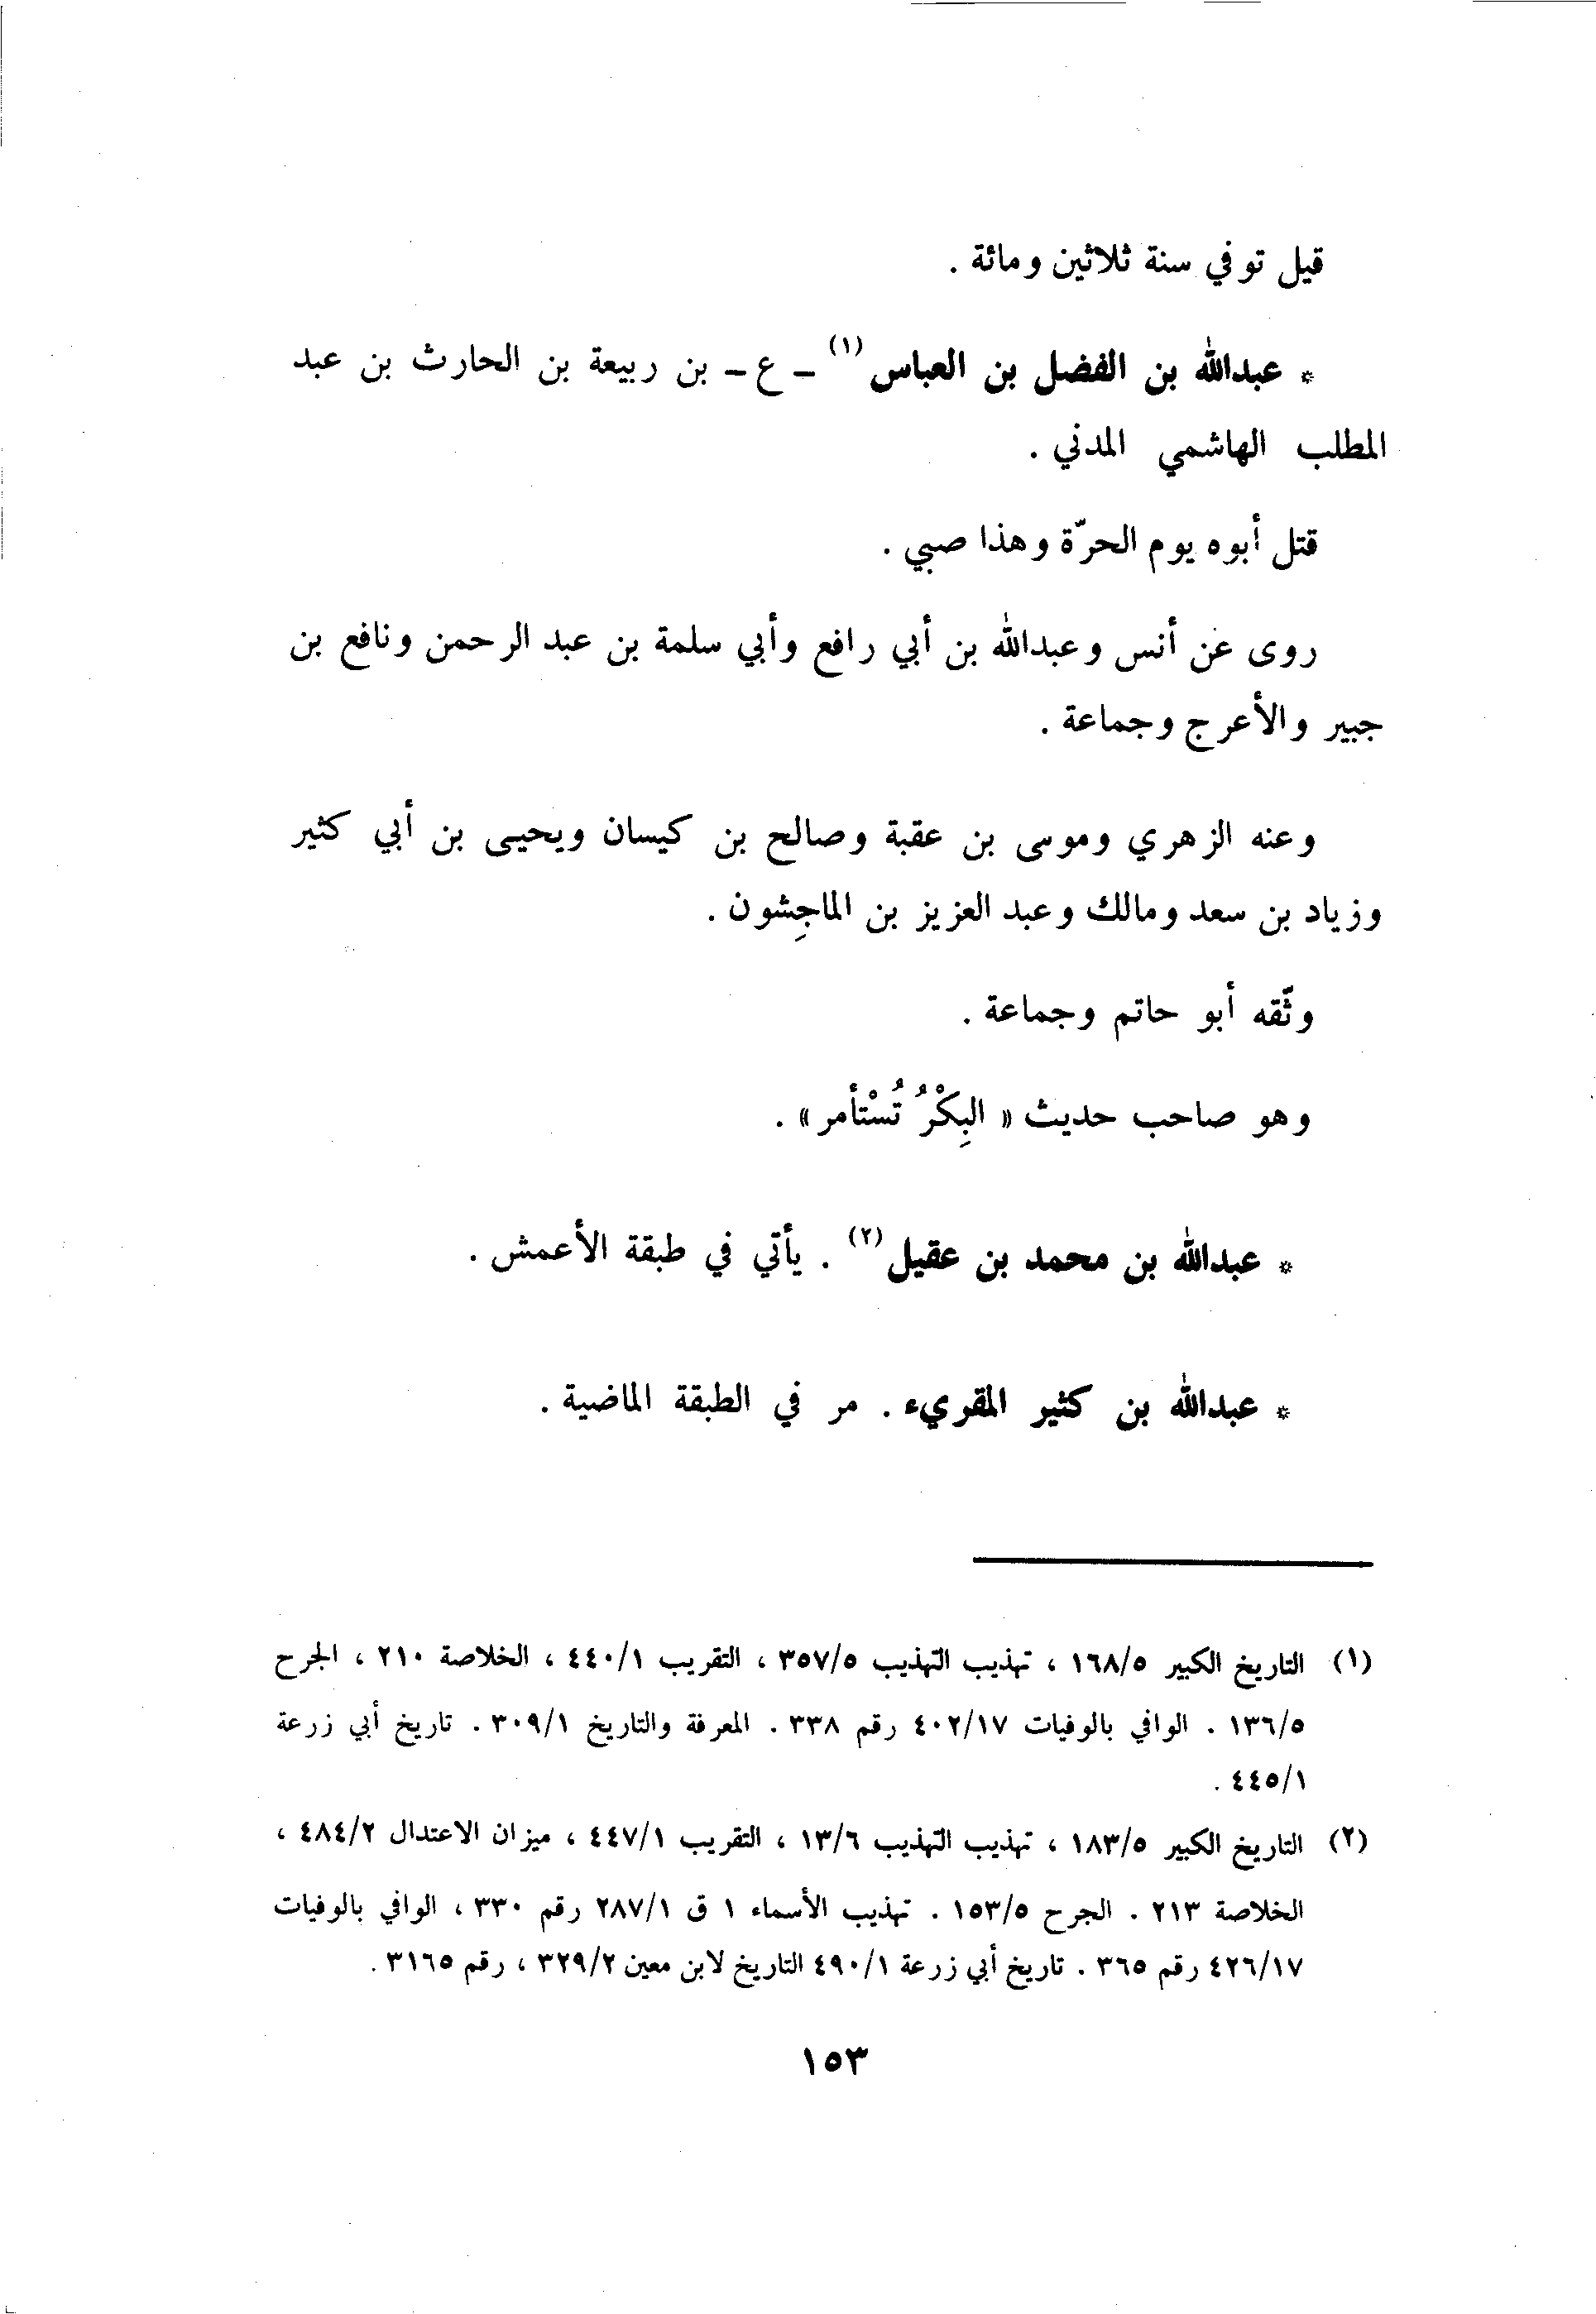 قيل توفي سنة ثلاثين ومائة .
* عبدالله بن الفضل بن العباس (١) - ع - بن ربيعة بن الحارث بن عبد
المطلب الهاشمي المدني .
قتل أبوه يوم الحرّة وهذا صبي .
روى عن أنس وعبدالله بن أبي رافع وأبي سلمة بن عبد الرحمن ونافع بن
جبير والأعرج وجماعة .
وعنه الزهري وموسى بن عقبة وصالح بن كيسان ويحيى بن أبي كثير
وزياد بن سعد ومالك وعبد العزيز بن الماجِشون .
وثّقه أبو حاتم وجماعة .
وهو صاحب حديث « البِكْرُ تُسْتأمر » .
* عبدالله بن محمد بن عقيل (٢) . يأتي في طبقة الأعمش .
* عبدالله بن كثير المقريء . مر في الطبقة الماضية .
(١) التاريخ الكبير ١٦٨/٥ ، تهذيب التهذيب ٣٥٧/٥ ، التقريب ٤٤٠/١ ، الخلاصة ٢١٠ ، الجرح
١٣٦/٥ . الوافي بالوفيات ٤٠٢/١٧ رقم ٣٣٨ . المعرفة والتاريخ ٣٠٩/١ . تاريخ أبي زرعة
٤٤٥/١ .
(٢) التاريخ الكبير ١٨٣/٥ ، تهذيب التهذيب ١٣/٦ ، التقريب ٤٤٧/١ ، ميزان الاعتدال ٤٨٤/٢ ،
الخلاصة ٢١٣ . الجرح ١٥٣/٥ . تهذيب الأسماء ١ ق ٢٨٧/١ رقم ٣٣٠ ، الوافي بالوفيات
٤٢٦/١٧ رقم ٣٦٥ . تاريخ أبي زرعة ٤٩٠/١ التاريخ لابن معين ٣٢٩/٢ ، رقم ٣١٦٥ .
١٥٣